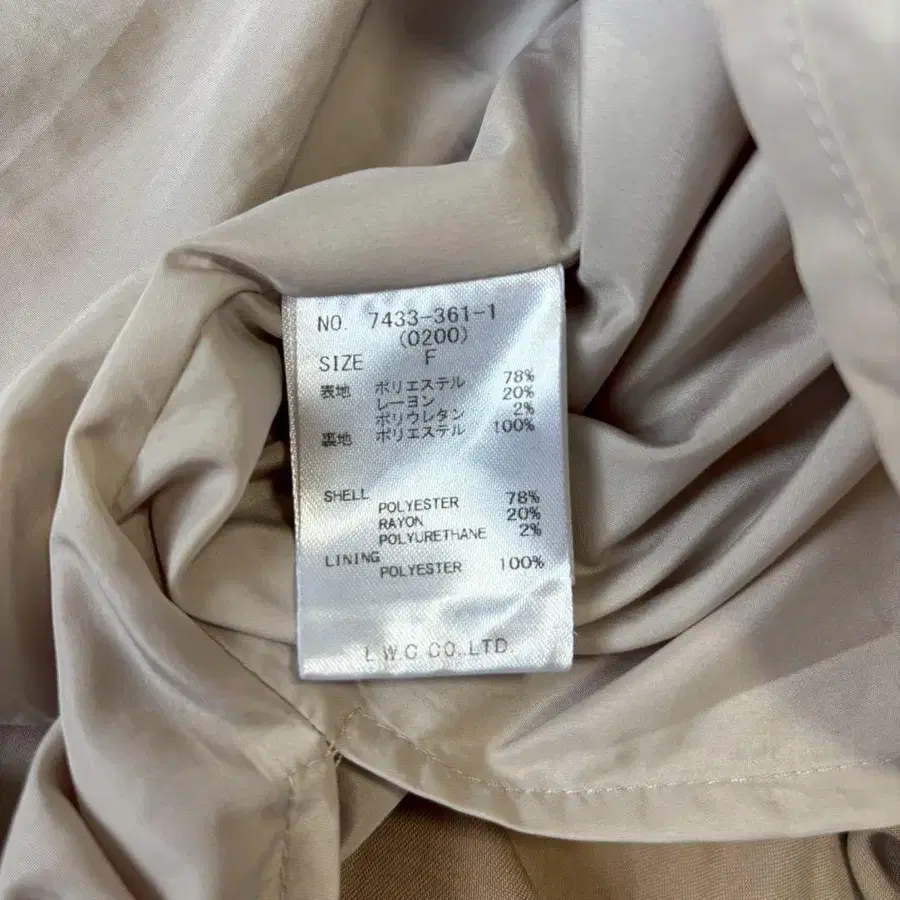 NO. 7433-361-1
(0200)
SIZE F
表地 ポリエステル 78%
レーヨン 20%
ポリウレタン 2%
裏地 ポリエステル 100%
SHELL
POLYESTER 78%
RAYON 20%
POLYURETHANE 2%
LINING
POLYESTER 100%
L.W.C CO.,LTD